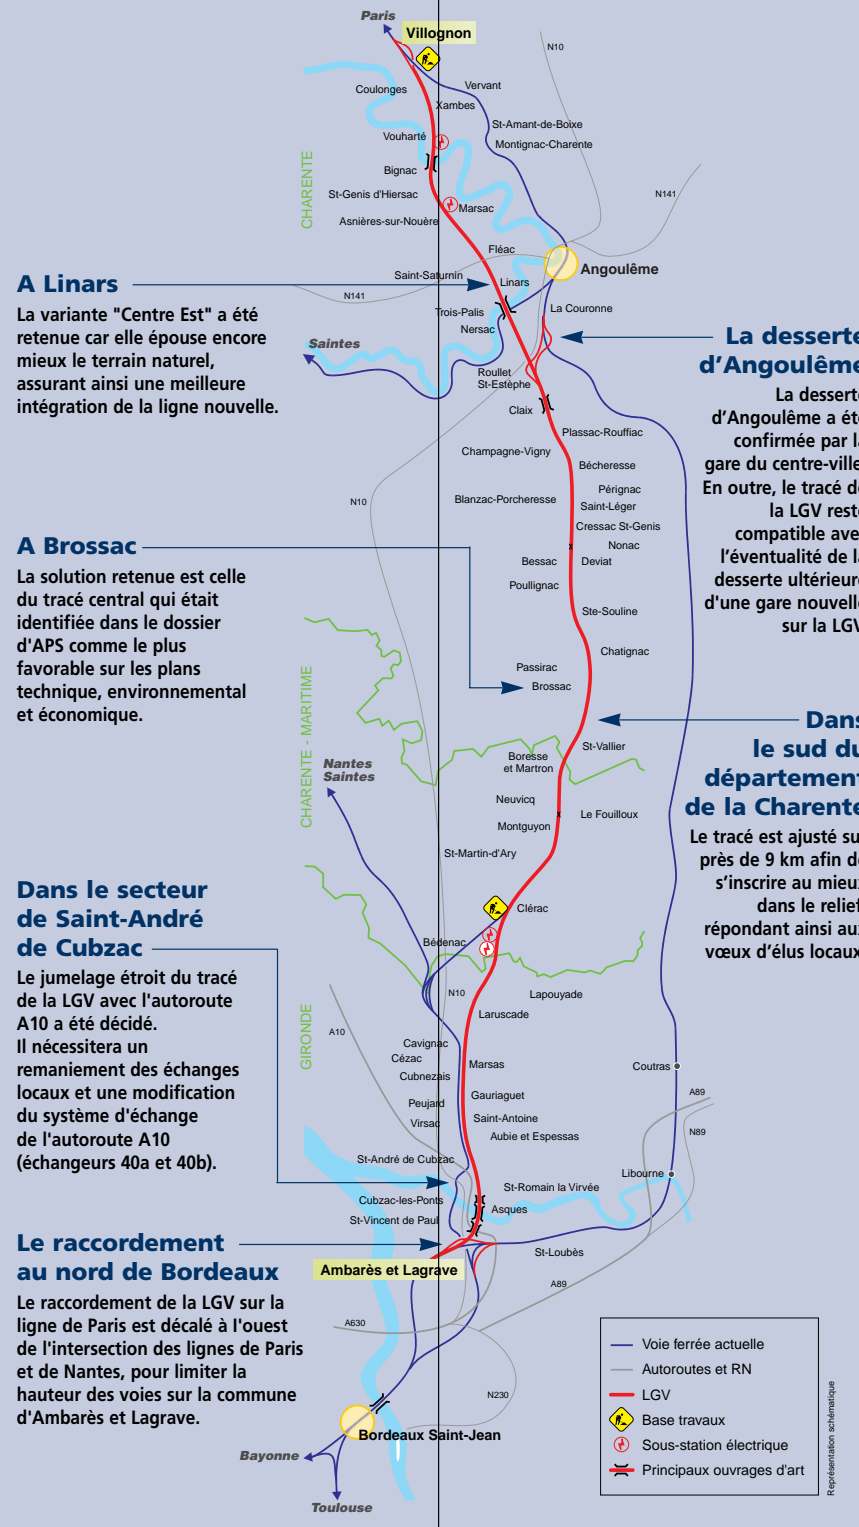 Paris
Villognon
N10
Coulonges
Vervant
Xambes
St-Amant-de-Boixe
Vouharté
Montignac-Charente
Bignac
CHARENTE
St-Genis d'Hiersac
Marsac
N141
Asnières-sur-Nouère
Fléac
Angoulême
Saint-Saturnin
Linars
N141
Trois-Palis
La Couronne
Nersac
Saintes
Roullet
St-Estèphe
Claix
A Linars
La variante "Centre Est" a été
retenue car elle épouse encore
mieux le terrain naturel,
assurant ainsi une meilleure
intégration de la ligne nouvelle.
La desserte
d'Angoulême
La desserte
d'Angoulême a été
confirmée par la
gare du centre-ville
En outre, le tracé de
la LGV reste
compatible ave
l'éventualité de la
desserte ultérieure
d'une gare nouvelle
sur la LGV
Plassac-Rouffiac
Champagne-Vigny
Bécheresse
Pérignac
Blanzac-Porcheresse
Saint-Léger
N10
Cressac St-Genis
Nonac
Bessac
Deviat
Poullignac
Ste-Souline
Chatignac
Passirac
Brossac
A Brossac
La solution retenue est celle
du tracé central qui était
identifiée dans le dossier
d'APS comme le plus
favorable sur les plans
technique, environnemental
et économique.
CHARENTE - MARITIME
St-Vallier
Boresse
et Martron
Nantes
Saintes
Neuvicq
Le Fouilloux
Montguyon
St-Martin-d'Ary
Dans
le sud du
département
de la Charente
Le tracé est ajusté su
près de 9 km afin de
s'inscrire au mieux
dans le relief
répondant ainsi aux
vœux d'élus locaux
Clérac
Bédenac
N10
Lapouyade
Laruscade
Dans le secteur
de Saint-André
de Cubzac
Le jumelage étroit du tracé
de la LGV avec l'autoroute
A10 a été décidé.
Il nécessitera un
remaniement des échanges
locaux et une modification
du système d'échange
de l'autoroute A10
(échangeurs 40a et 40b).
GIRONDE
A10
Cavignac
Cézac
Marsas
Coutras
Cubnezais
A89
Peujard
Gauriaguet
Virsac
Saint-Antoine
N89
Aubie et Espessas
St-André de Cubzac
Libourne
St-Romain la Virvée
Cubzac-les-Ponts
Asques
St-Vincent de Paul
St-Loubès
Ambarès et Lagrave
A89
A630
N230
Bordeaux Saint-Jean
Bayonne
Toulouse
Le raccordement
au nord de Bordeaux
Le raccordement de la LGV sur la
ligne de Paris est décalé à l'ouest
de l'intersection des lignes de Paris
et de Nantes, pour limiter la
hauteur des voies sur la commune
d'Ambarès et Lagrave.
Voie ferrée actuelle
Autoroutes et RN
LGV
Base travaux
Sous-station électrique
Principaux ouvrages d'art
Représentation schématique